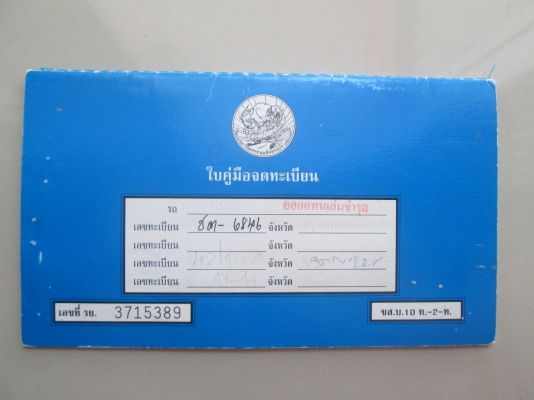 ใบคู่มือจดทะเบียน
รถ ออกแทนเล่มชำรุด
เลขทะเบียน ชต- ๖๘๙๒ จังหวัด
เลขทะเบียน จังหวัด
เลขทะเบียน จังหวัด
เลขทะเบียน จังหวัด
เลขที่ รย. 3715389
ขส.บ.10 ท.-2-ท.